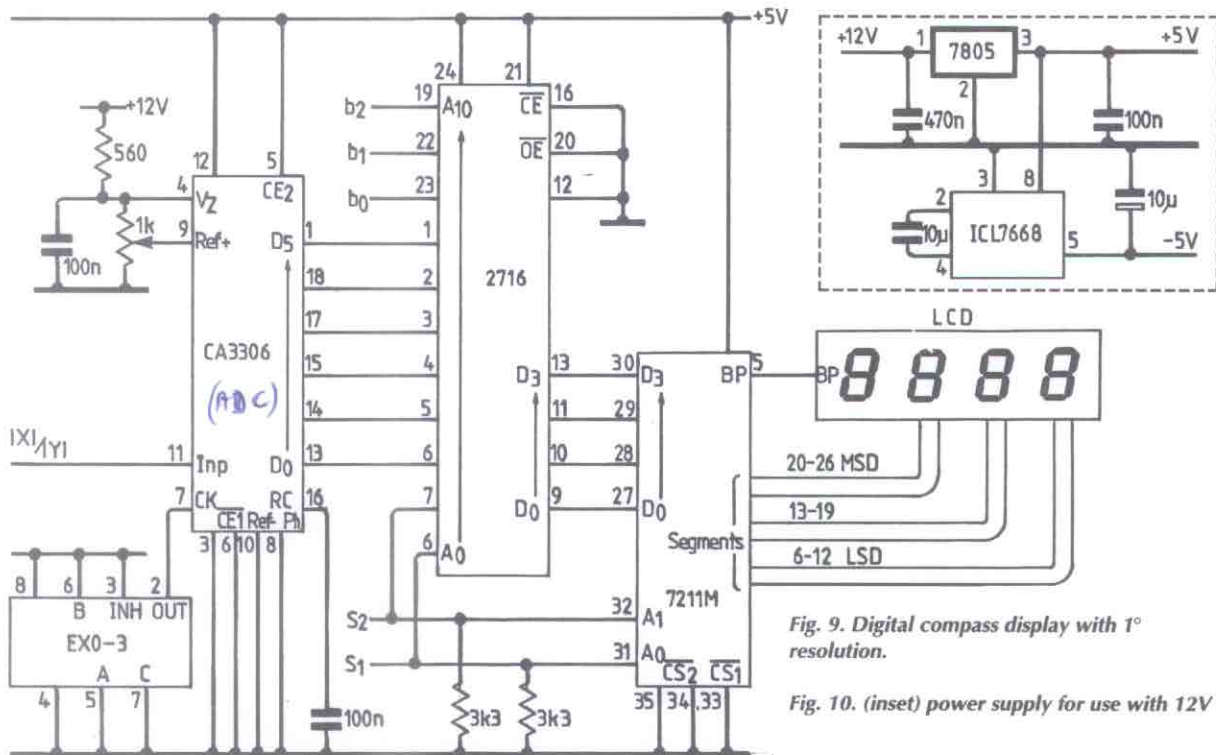 +5V
+12V
560
1k
100n
12
5
4
VZ
CE2
9
Ref+
D5
CA3306
(ADC)
|X|/|Y|
11
Inp
D0
7
CK
CE1
Ref-
Ph
RC
16
3
6
10
8
1
18
17
15
14
13
8
6
3
2
B
INH
OUT
EX0-3
A
C
4
5
7
100n
24
21
b2
19
A10
CE
16
b1
22
OE
20
b0
23
12
1
2
2716
3
4
D3
13
5
11
6
10
7
D0
9
6
A0
S2
S1
3k3
3k3
30
D3
BP
5
29
28
27
D0
Segments
7211M
32
A1
31
A0
CS2
CS1
35
34
33
LCD
BP
8 8 8 8
20-26 MSD
13-19
6-12 LSD
+12V
1
7805
3
+5V
2
470n
100n
3
8
2
10µ
4
ICL7668
5
10µ
-5V
Fig. 9. Digital compass display with 1°
resolution.
Fig. 10. (inset) power supply for use with 12V